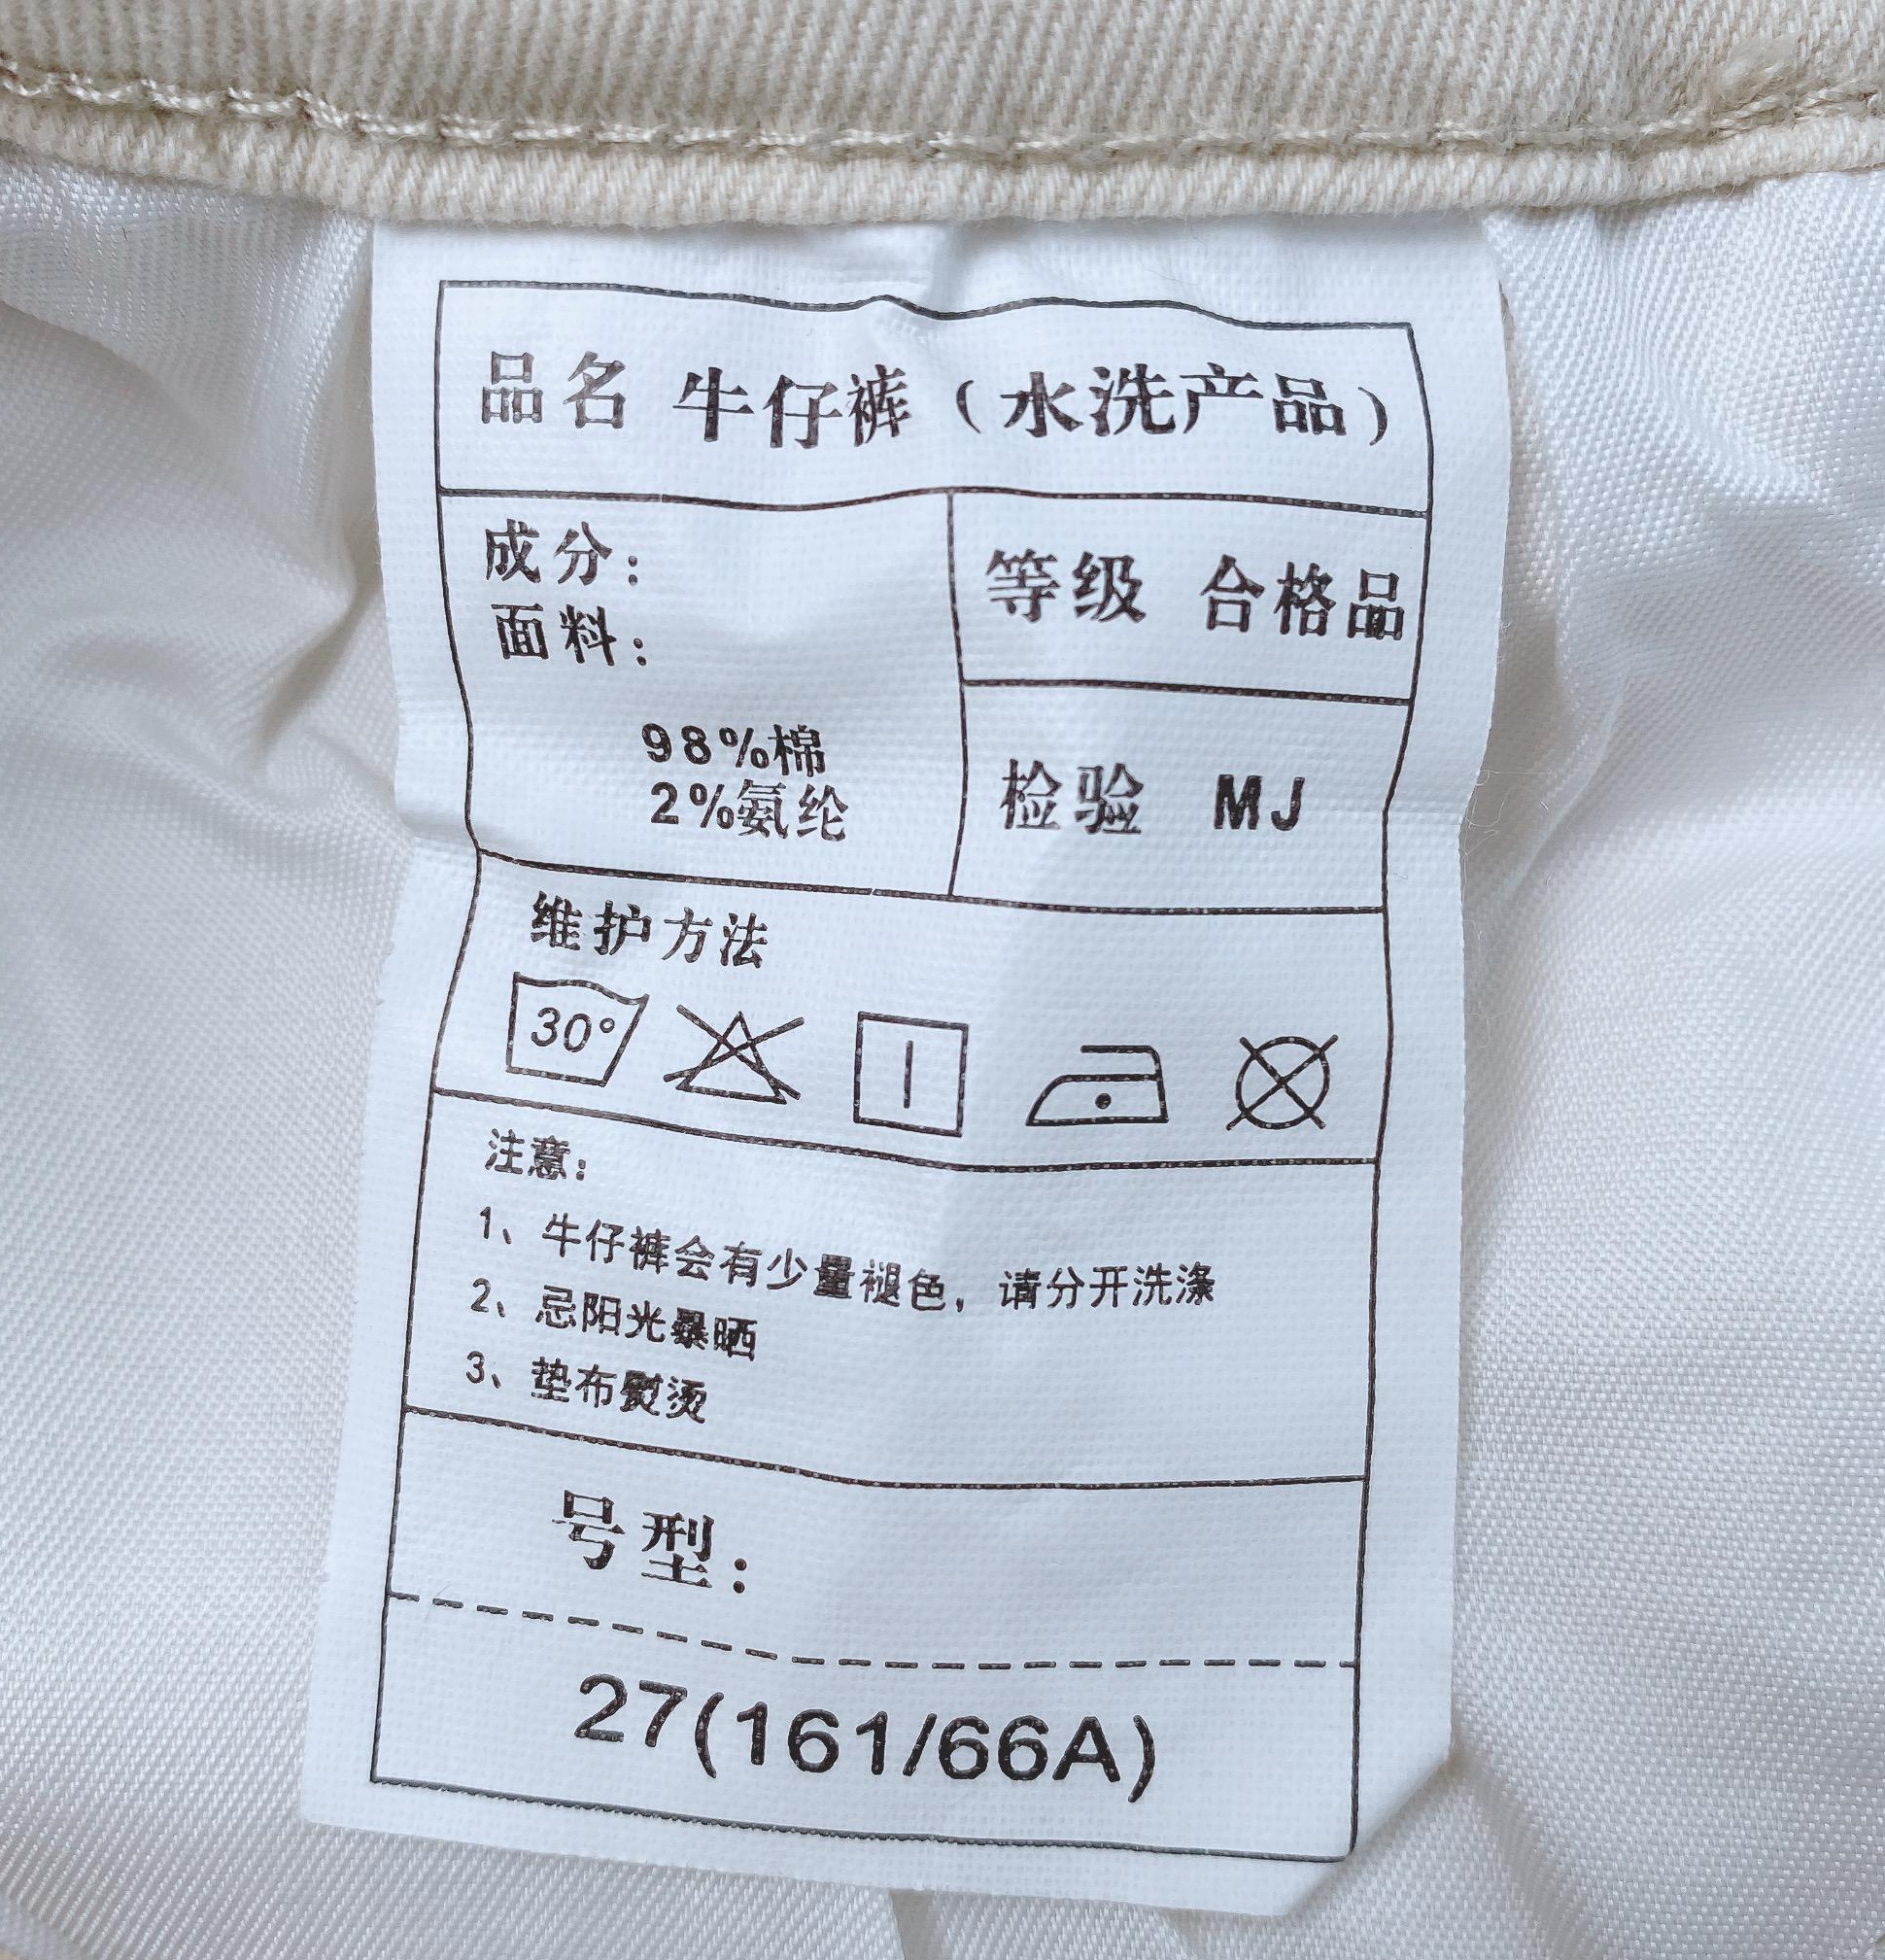 品名 牛仔裤（水洗产品）
成分：
面料：
98%棉
2%氨纶
等级 合格品
检验 MJ
维护方法
30°
注意：
1、牛仔裤会有少量褪色，请分开洗涤
2、忌阳光暴晒
3、垫布熨烫
号型：
27(161/66A)